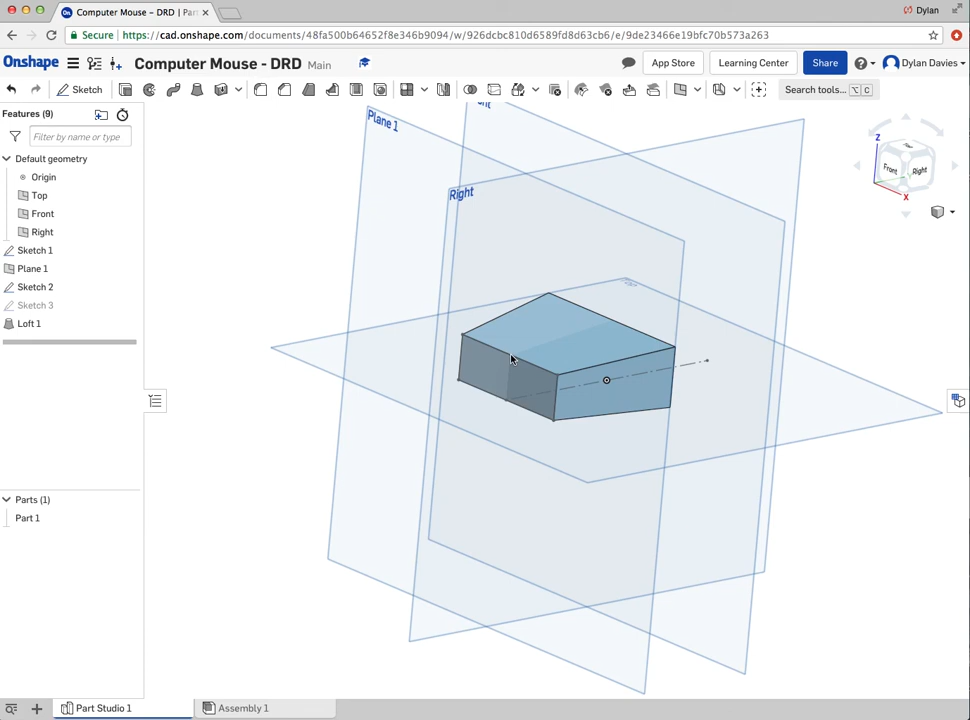 Computer Mouse - DRD | Part
Dylan
Secure https://cad.onshape.com/documents/48fa500b64652f8e346b9094/w/926dcbc810d6589fd8d63cb6/e/9de23466e19bfc70b573a263
Onshape Computer Mouse - DRD Main App Store Learning Center Share Dylan Davies
Sketch Search tools... ⌥ C
Features (9)
Filter by name or type
Default geometry
Origin
Top
Front
Right
Sketch 1
Plane 1
Sketch 2
Sketch 3
Loft 1
Parts (1)
Part 1
Plane 1
Right
Z
Front Right
X
Part Studio 1 Assembly 1